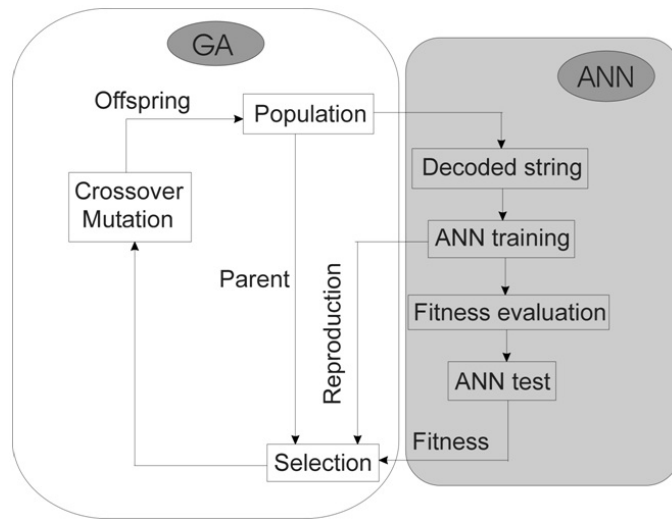 GA
ANN
Offspring
Population
Decoded string
Crossover
Mutation
ANN training
Parent
Reproduction
Fitness evaluation
ANN test
Fitness
Selection